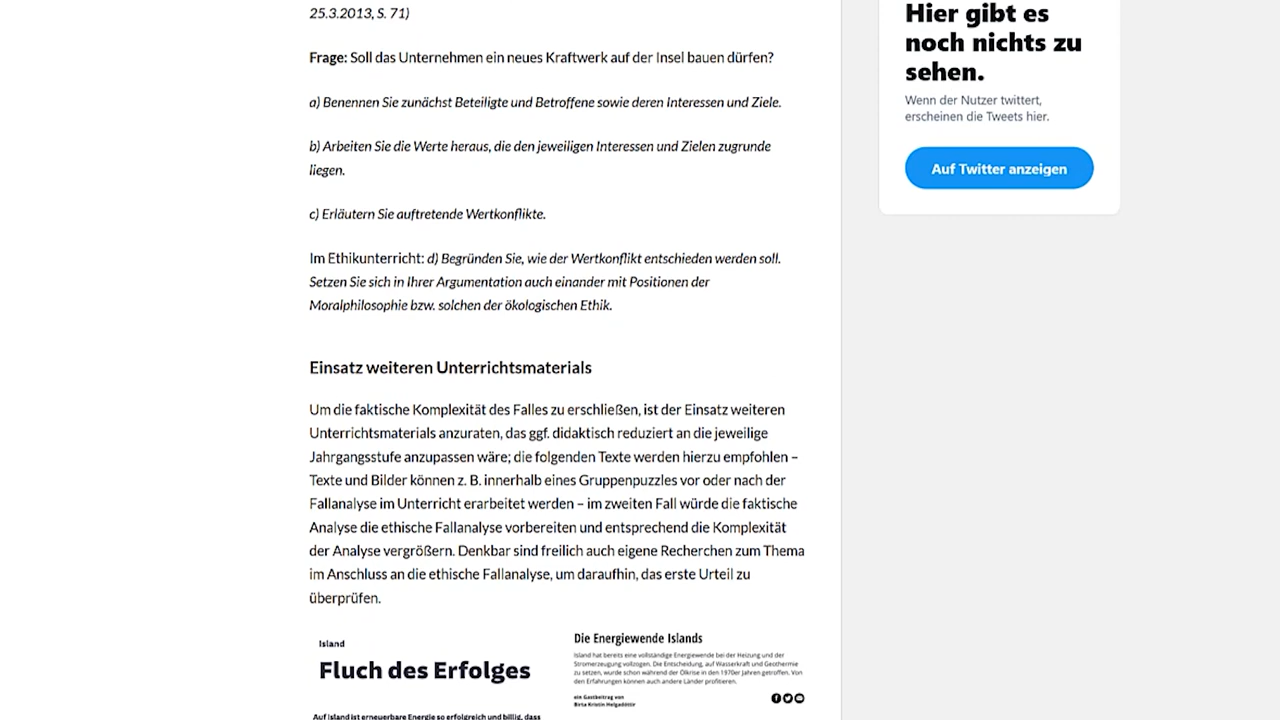 25.3.2013, S. 71)
Frage: Soll das Unternehmen ein neues Kraftwerk auf der Insel bauen dürfen?
a) Benennen Sie zunächst Beteiligte und Betroffene sowie deren Interessen und Ziele.
b) Arbeiten Sie die Werte heraus, die den jeweiligen Interessen und Zielen zugrunde
liegen.
c) Erläutern Sie auftretende Wertkonflikte.
Im Ethikunterricht: d) Begründen Sie, wie der Wertkonflikt entschieden werden soll.
Setzen Sie sich in Ihrer Argumentation auch einander mit Positionen der
Moralphilosophie bzw. solchen der ökologischen Ethik.
Einsatz weiteren Unterrichtsmaterials
Um die faktische Komplexität des Falles zu erschließen, ist der Einsatz weiteren
Unterrichtsmaterials anzuraten, das ggf. didaktisch reduziert an die jeweilige
Jahrgangsstufe anzupassen wäre; die folgenden Texte werden hierzu empfohlen –
Texte und Bilder können z. B. innerhalb eines Gruppenpuzzles vor oder nach der
Fallanalyse im Unterricht erarbeitet werden – im zweiten Fall würde die faktische
Analyse die ethische Fallanalyse vorbereiten und entsprechend die Komplexität
der Analyse vergrößern. Denkbar sind freilich auch eigene Recherchen zum Thema
im Anschluss an die ethische Fallanalyse, um daraufhin, das erste Urteil zu
überprüfen.
Island
Fluch des Erfolges
Auf Island ist erneuerbare Energie so erfolgreich und billig, dass
Die Energiewende Islands
Island hat bereits eine vollständige Energiewende bei der Heizung und der
Stromerzeugung vollzogen. Die Entscheidung, auf Wasserkraft und Geothermie
zu setzen, wurde schon während der Ölkrise in den 1970er Jahren getroffen. Von
den Erfahrungen können auch andere Länder profitieren.
ein Gastbeitrag von
Birta Kristin Helgadóttir
Hier gibt es
noch nichts zu
sehen.
Wenn der Nutzer twittert,
erscheinen die Tweets hier.
Auf Twitter anzeigen